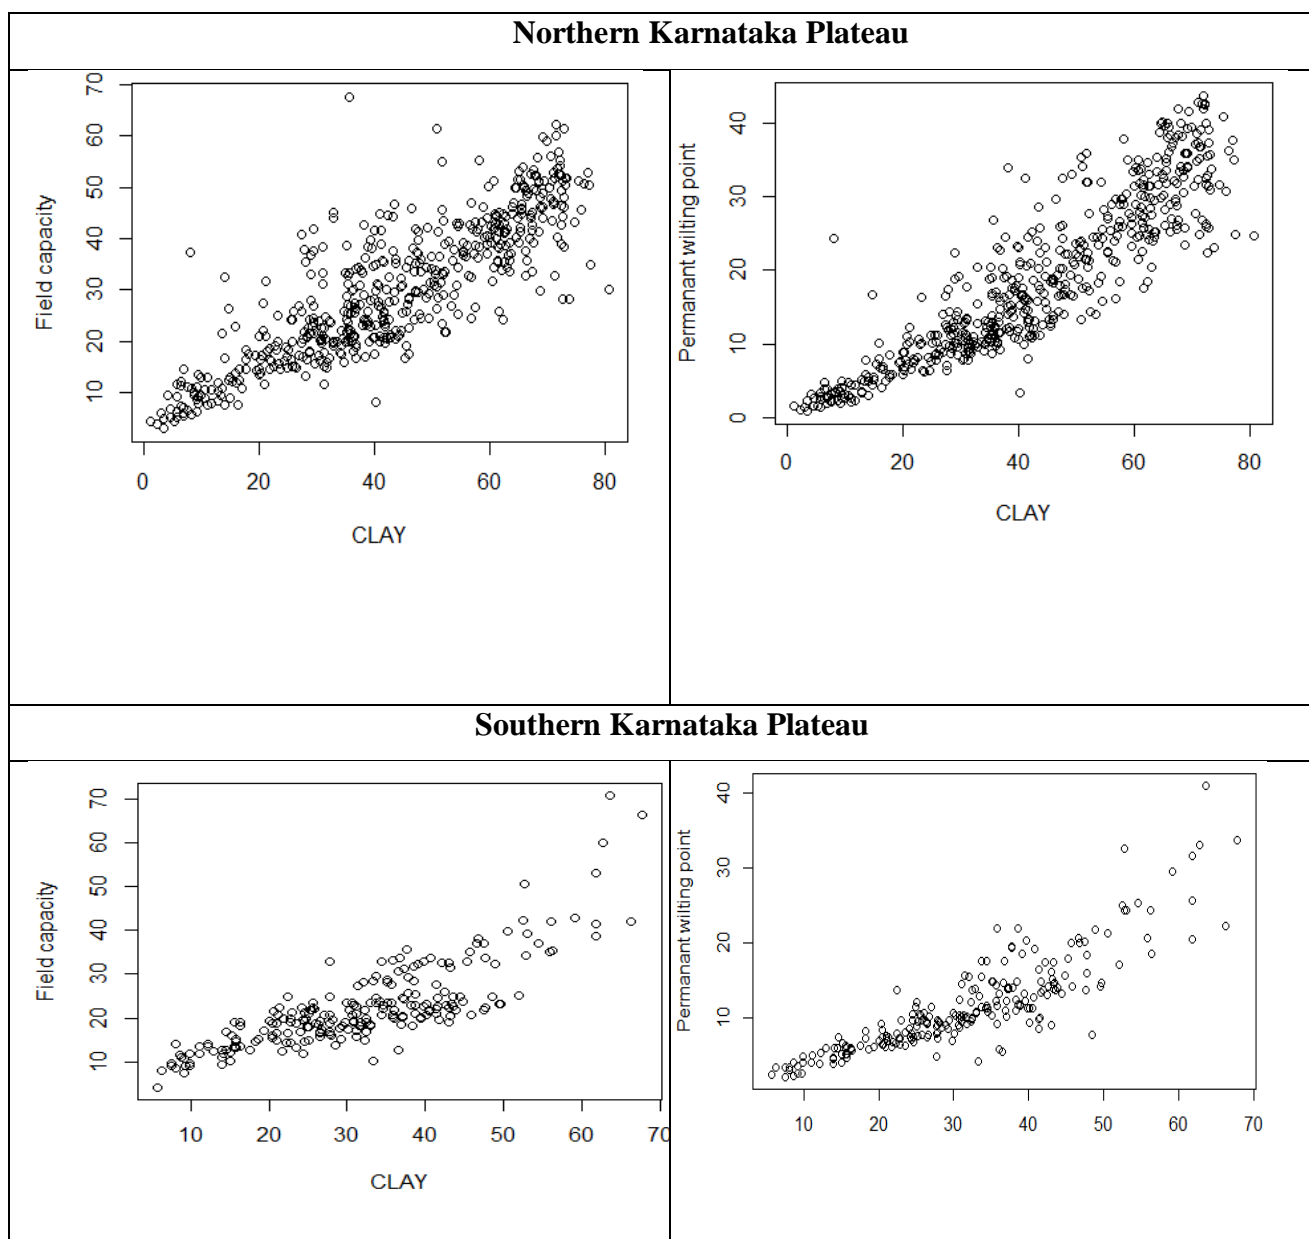 Northern Karnataka Plateau
70
60
50
40
30
20
10
Field capacity
0 20 40 60 80
CLAY
40
30
20
10
0
Permanant wilting point
0 20 40 60 80
CLAY
Southern Karnataka Plateau
70
60
50
40
30
20
10
Field capacity
10 20 30 40 50 60 70
CLAY
40
30
20
10
Permanant wilting point
10 20 30 40 50 60 70